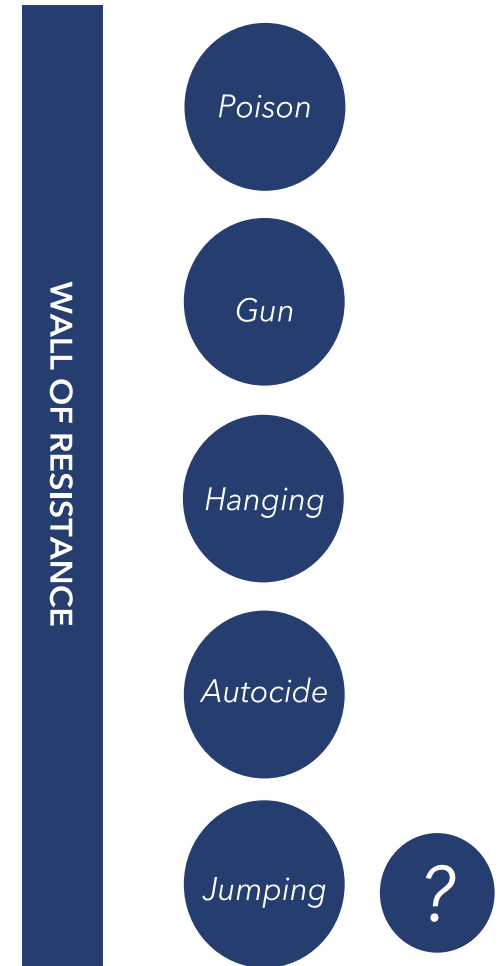 WALL OF RESISTANCE
Poison
Gun
Hanging
Autocide
Jumping
?